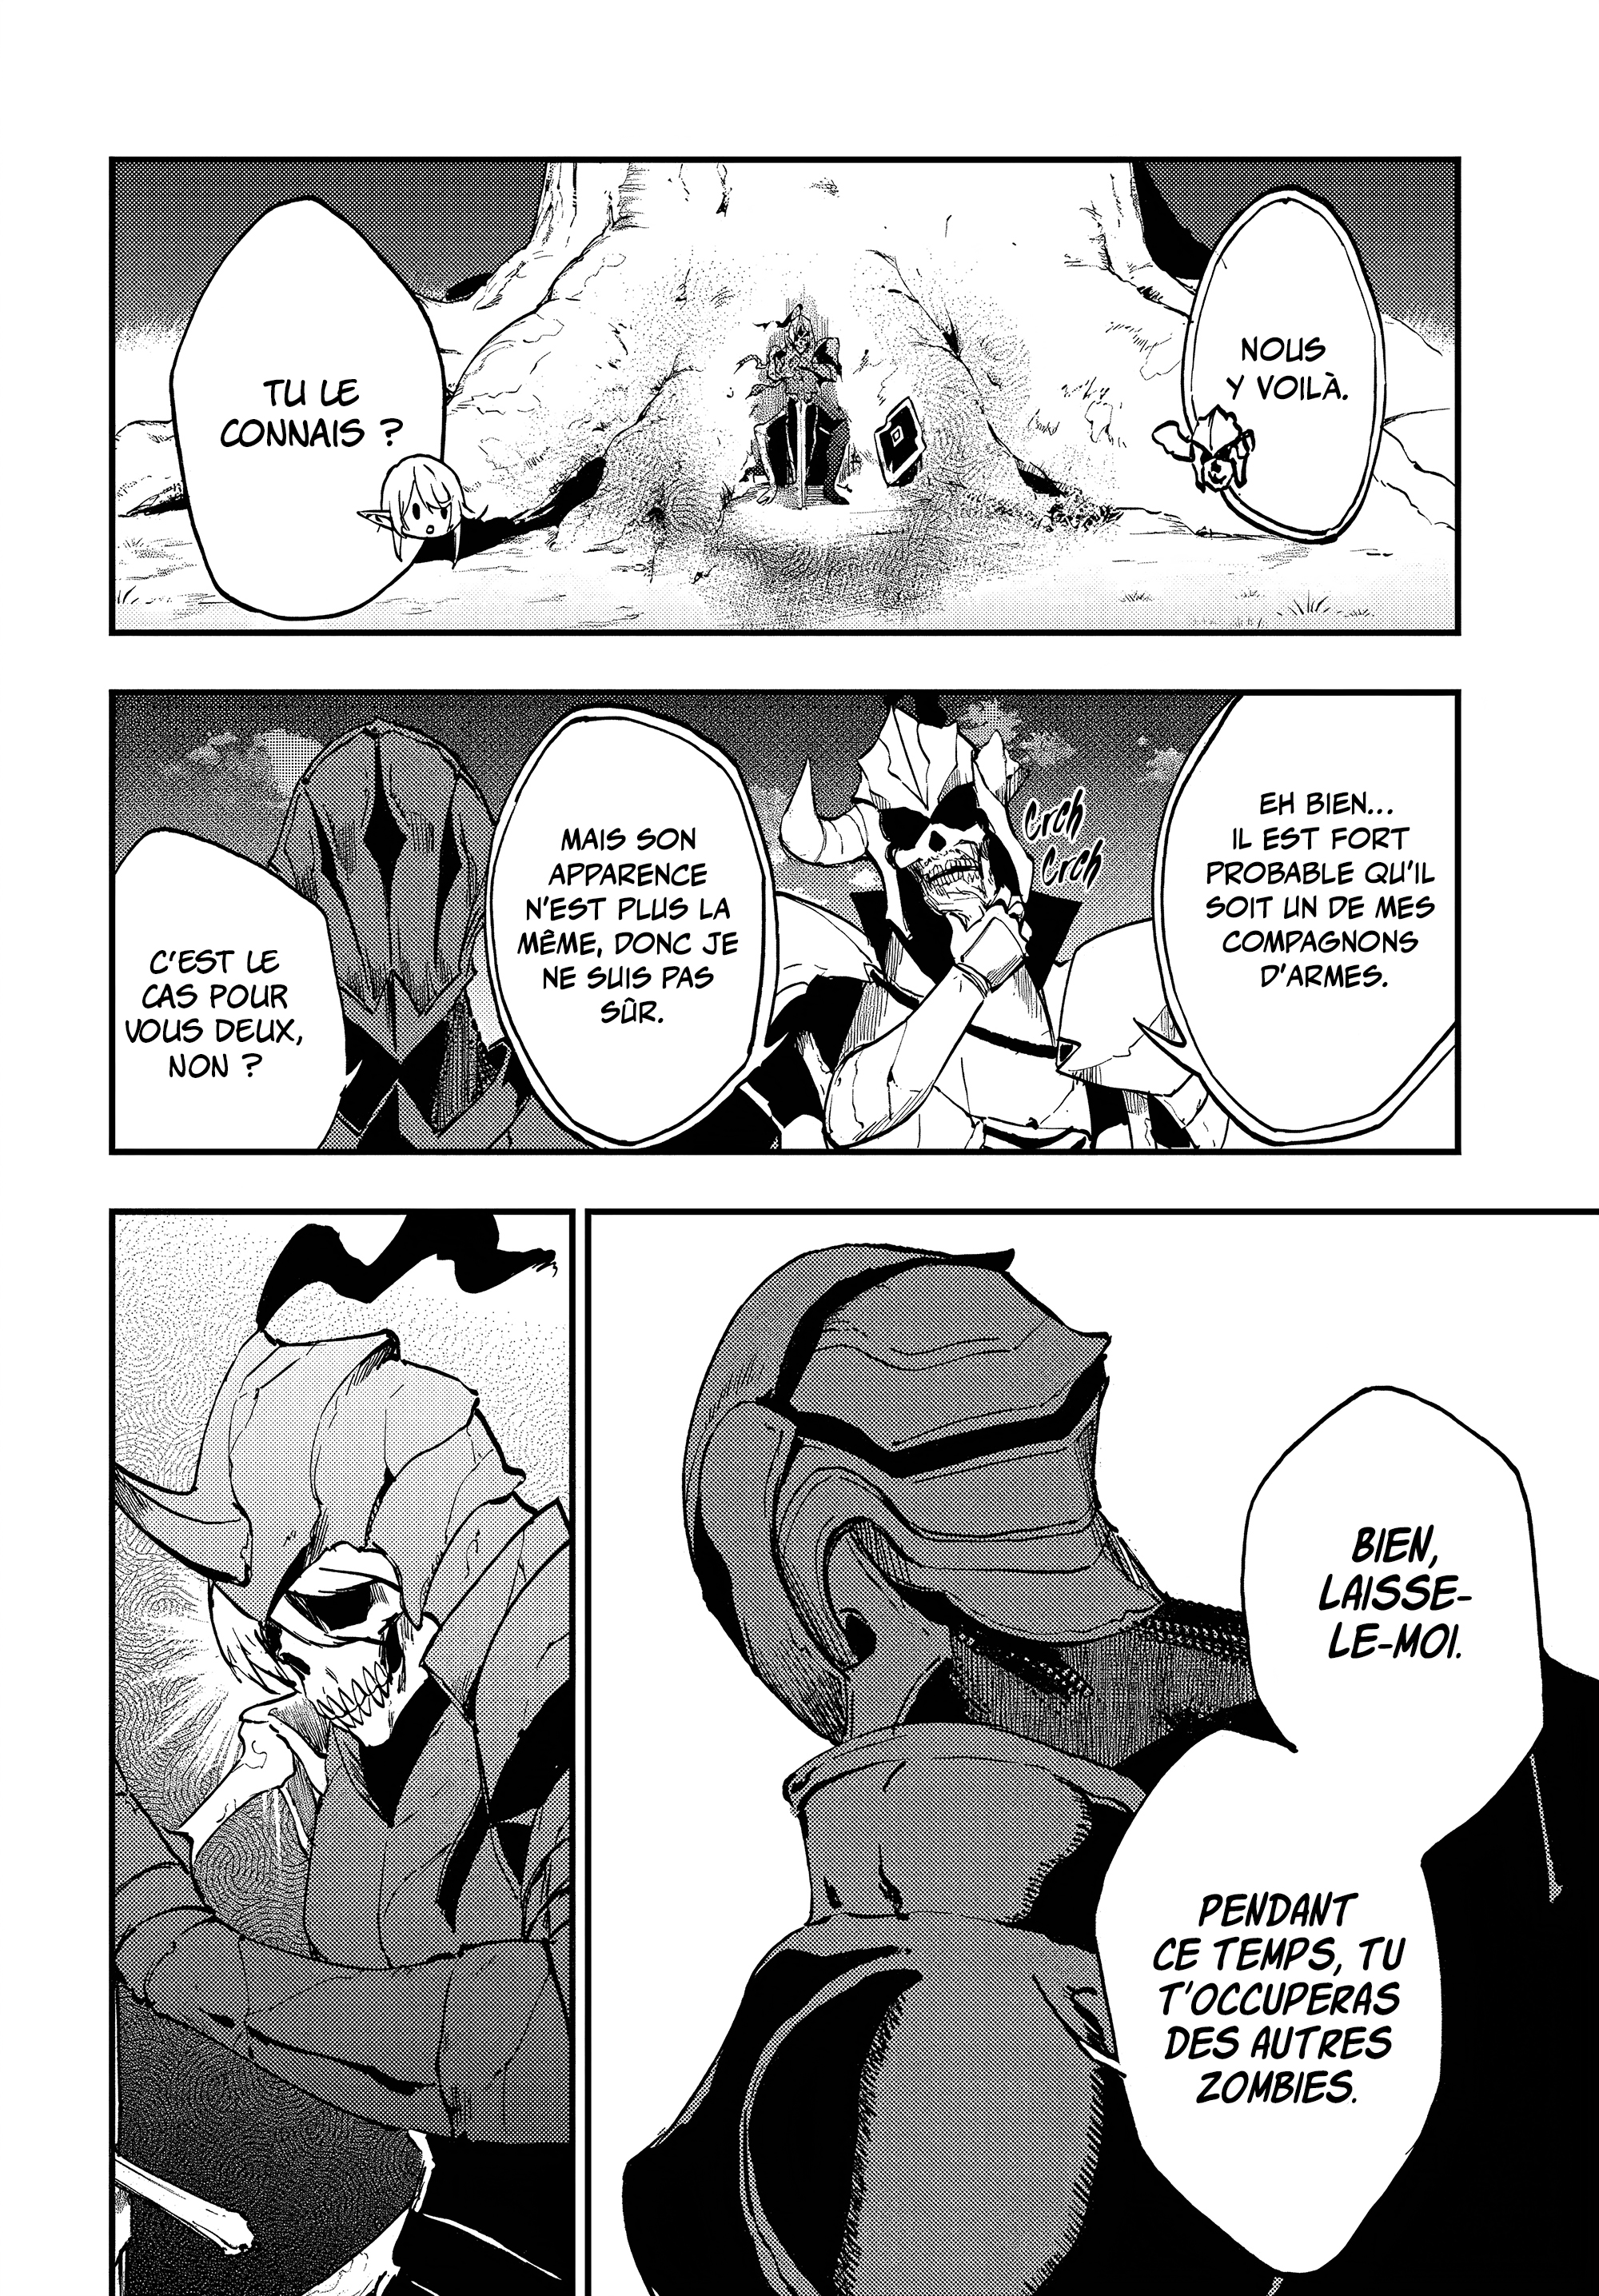 NOUS
Y VOILÀ.
TU LE
CONNAIS ?
EH BIEN...
IL EST FORT
PROBABLE QU'IL
SOIT UN DE MES
COMPAGNONS
D'ARMES.
Crch
Crch
MAIS SON
APPARENCE
N'EST PLUS LA
MÊME, DONC JE
NE SUIS PAS
SÛR.
C'EST LE
CAS POUR
VOUS DEUX,
NON ?
BIEN,
LAISSE-
LE-MOI.
PENDANT
CE TEMPS, TU
T'OCCUPERAS
DES AUTRES
ZOMBIES.